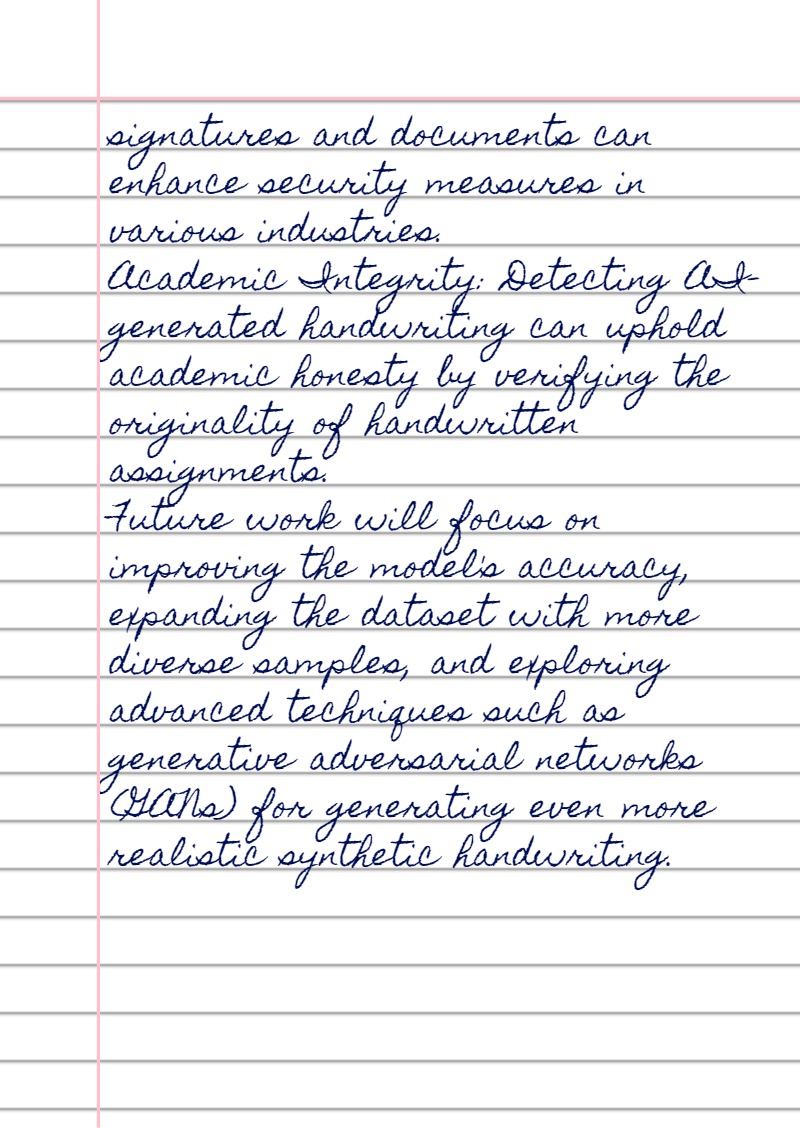 signatures and documents can
enhance security measures in
various industries.
Academic Integrity: Detecting AI-
generated handwriting can uphold
academic honesty by verifying the
originality of handwritten
assignments.
Future work will focus on
improving the model's accuracy,
expanding the dataset with more
diverse samples, and exploring
advanced techniques such as
generative adversarial networks
(GANs) for generating even more
realistic synthetic handwriting.